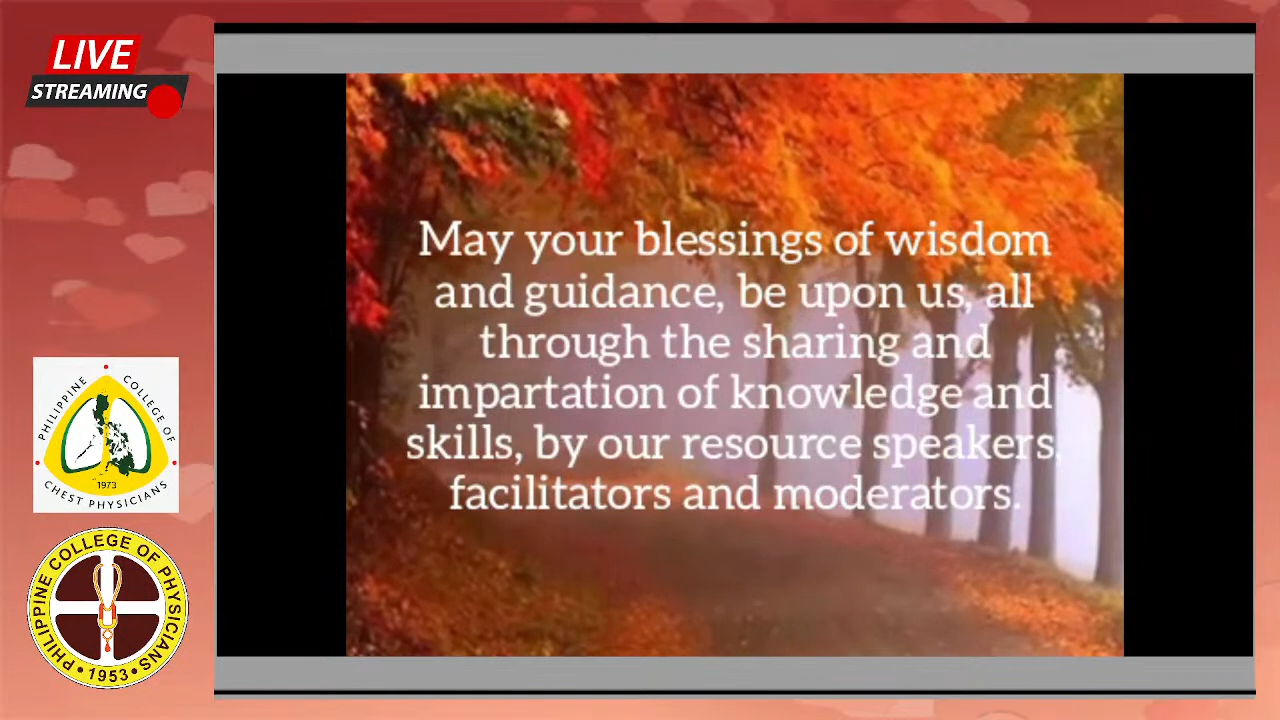 LIVE
STREAMING
May your blessings of wisdom
and guidance, be upon us, all
through the sharing and
impartation of knowledge and
skills, by our resource speakers,
facilitators and moderators.
PHILIPPINE COLLEGE OF
1973
CHEST PHYSICIANS
PHILIPPINE COLLEGE OF PHYSICIANS
• 1953 •